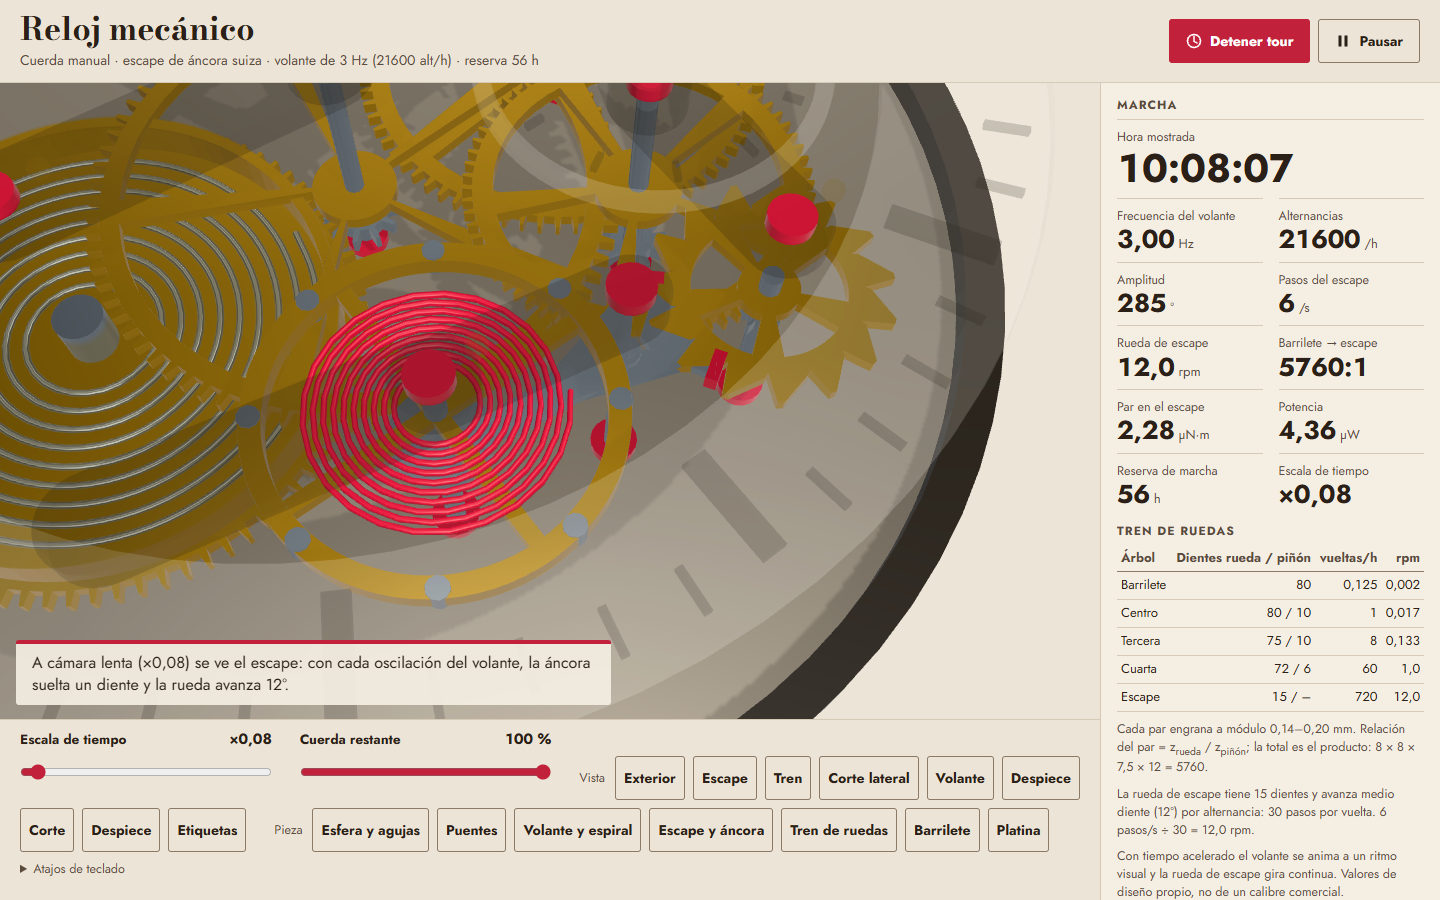 Reloj mecánico
Cuerda manual · escape de áncora suiza · volante de 3 Hz (21600 alt/h) · reserva 56 h
Detener tour
Pausar
A cámara lenta (×0,08) se ve el escape: con cada oscilación del volante, la áncora
suelta un diente y la rueda avanza 12°.
Escala de tiempo ×0,08
Cuerda restante 100 %
Vista Exterior Escape Tren Corte lateral Volante Despiece
Corte Despiece Etiquetas Pieza Esfera y agujas Puentes Volante y espiral Escape y áncora Tren de ruedas Barrilete Platina
▶ Atajos de teclado
MARCHA
Hora mostrada
10:08:07
Frecuencia del volante Alternancias
3,00 Hz 21600 /h
Amplitud Pasos del escape
285 ° 6 /s
Rueda de escape Barrilete → escape
12,0 rpm 5760:1
Par en el escape Potencia
2,28 µN·m 4,36 µW
Reserva de marcha Escala de tiempo
56 h ×0,08
TREN DE RUEDAS
Árbol Dientes rueda / piñón vueltas/h rpm
Barrilete 80 0,125 0,002
Centro 80 / 10 1 0,017
Tercera 75 / 10 8 0,133
Cuarta 72 / 6 60 1,0
Escape 15 / – 720 12,0
Cada par engrana a módulo 0,14–0,20 mm. Relación
del par = z rueda / z piñón; la total es el producto: 8 × 8 ×
7,5 × 12 = 5760.
La rueda de escape tiene 15 dientes y avanza medio
diente (12°) por alternancia: 30 pasos por vuelta. 6
pasos/s ÷ 30 = 12,0 rpm.
Con tiempo acelerado el volante se anima a un ritmo
visual y la rueda de escape gira continua. Valores de
diseño propio, no de un calibre comercial.